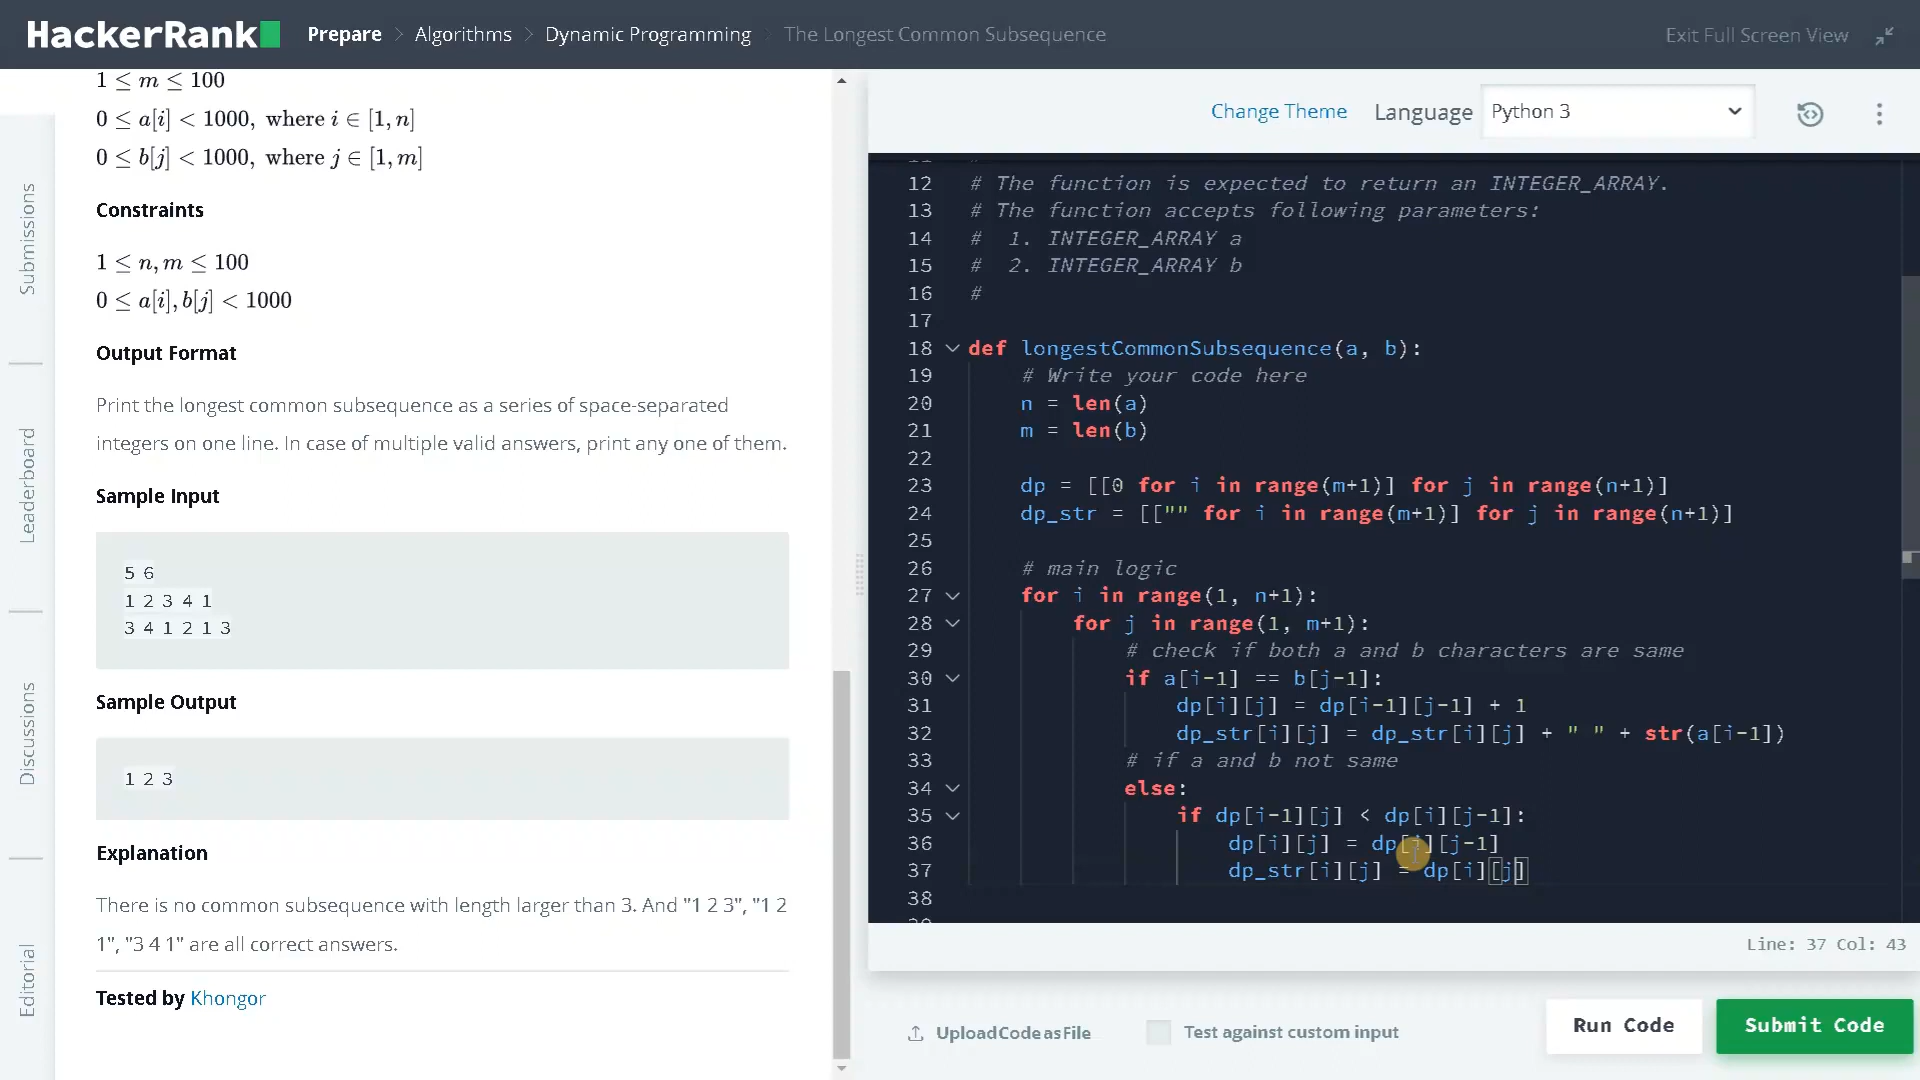 HackerRank Prepare > Algorithms > Dynamic Programming > The Longest Common Subsequence Exit Full Screen View
Submissions
Leaderboard
Discussions
Editorial
1 ≤ m ≤ 100
0 ≤ a[i] < 1000, where i ∈ [1, n]
0 ≤ b[j] < 1000, where j ∈ [1, m]
Constraints
1 ≤ n, m ≤ 100
0 ≤ a[i], b[j] < 1000
Output Format
Print the longest common subsequence as a series of space-separated
integers on one line. In case of multiple valid answers, print any one of them.
Sample Input
5 6
1 2 3 4 1
3 4 1 2 1 3
Sample Output
1 2 3
Explanation
There is no common subsequence with length larger than 3. And "1 2 3", "1 2
1", "3 4 1" are all correct answers.
Tested by Khongor
Change Theme Language Python 3
12 # The function is expected to return an INTEGER_ARRAY.
13 # The function accepts following parameters:
14 #  1. INTEGER_ARRAY a
15 #  2. INTEGER_ARRAY b
16 #
17
18 def longestCommonSubsequence(a, b):
19     # Write your code here
20     n = len(a)
21     m = len(b)
22
23     dp = [[0 for i in range(m+1)] for j in range(n+1)]
24     dp_str = [["" for i in range(m+1)] for j in range(n+1)]
25
26     # main logic
27     for i in range(1, n+1):
28         for j in range(1, m+1):
29             # check if both a and b characters are same
30             if a[i-1] == b[j-1]:
31                 dp[i][j] = dp[i-1][j-1] + 1
32                 dp_str[i][j] = dp_str[i][j] + " " + str(a[i-1])
33             # if a and b not same
34             else:
35                 if dp[i-1][j] < dp[i][j-1]:
36                     dp[i][j] = dp[i][j-1]
37                     dp_str[i][j] = dp[i][j]
38
Line: 37 Col: 43
Upload Code as File Test against custom input Run Code Submit Code